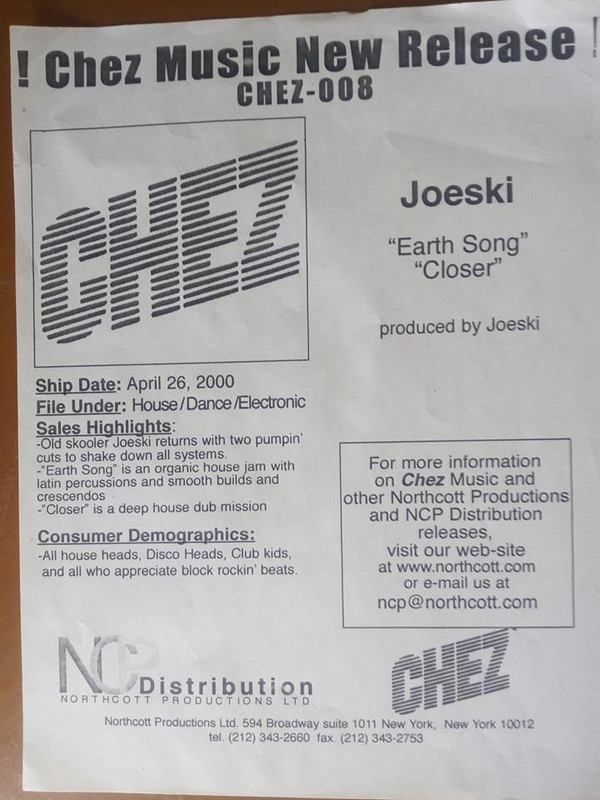 ! Chez Music New Release !
CHEZ-008
CHEZ
Joeski
“Earth Song”
“Closer”
produced by Joeski
Ship Date: April 26, 2000
File Under: House/Dance/Electronic
Sales Highlights:
-Old skooler Joeski returns with two pumpin'
cuts to shake down all systems.
-"Earth Song" is an organic house jam with
latin percussions and smooth builds and
crescendos
-"Closer" is a deep house dub mission
Consumer Demographics:
-All house heads, Disco Heads, Club kids,
and all who appreciate block rockin' beats.
For more information
on Chez Music and
other Northcott Productions
and NCP Distribution
releases,
visit our web-site
at www.northcott.com
or e-mail us at
ncp@northcott.com
NCP Distribution
NORTHCOTT PRODUCTIONS LTD
CHEZ
Northcott Productions Ltd. 594 Broadway suite 1011 New York, New York 10012
tel. (212) 343-2660 fax. (212) 343-2753